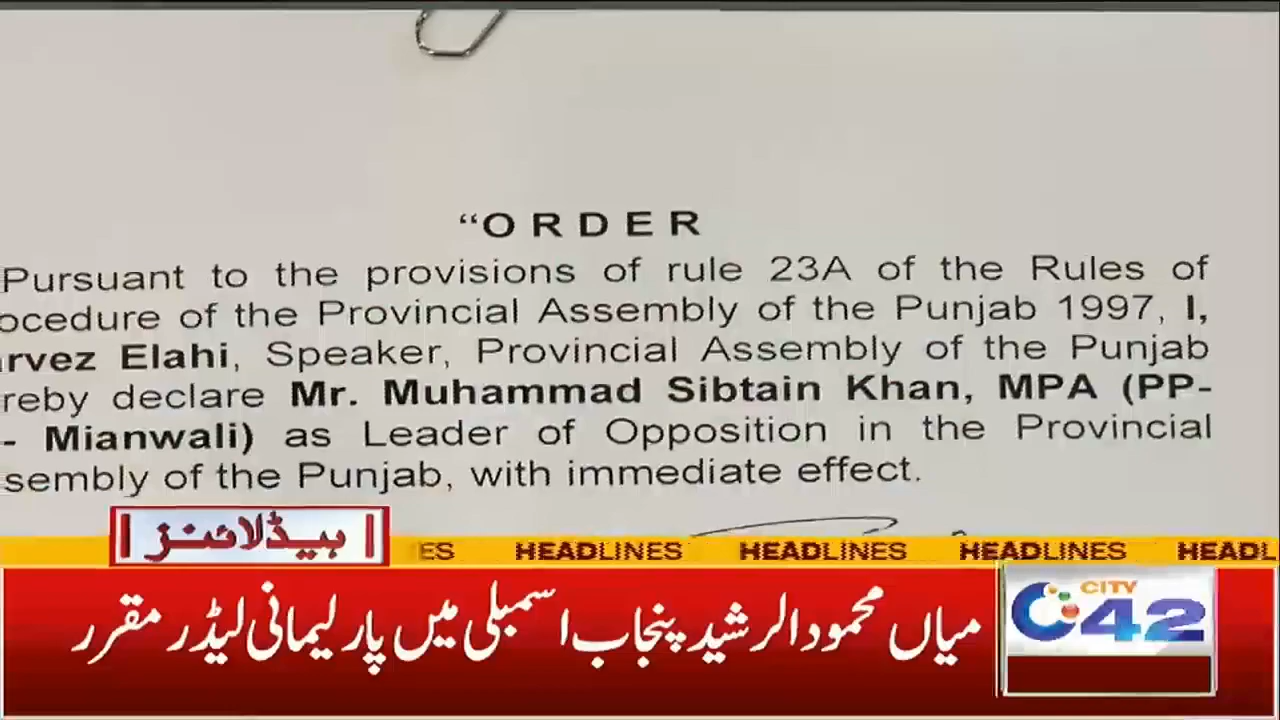 "ORDER
Pursuant to the provisions of rule 23A of the Rules of
ocedure of the Provincial Assembly of the Punjab 1997, I,
rvez Elahi, Speaker, Provincial Assembly of the Punjab
reby declare Mr. Muhammad Sibtain Khan, MPA (PP-
- Mianwali) as Leader of Opposition in the Provincial
sembly of the Punjab, with immediate effect.
ہیڈلائنز
ES HEADLINES HEADLINES HEADLINES HEADL
میاں محمودالرشید پنجاب اسمبلی میں پارلیمانی لیڈر مقرر
CITY
42